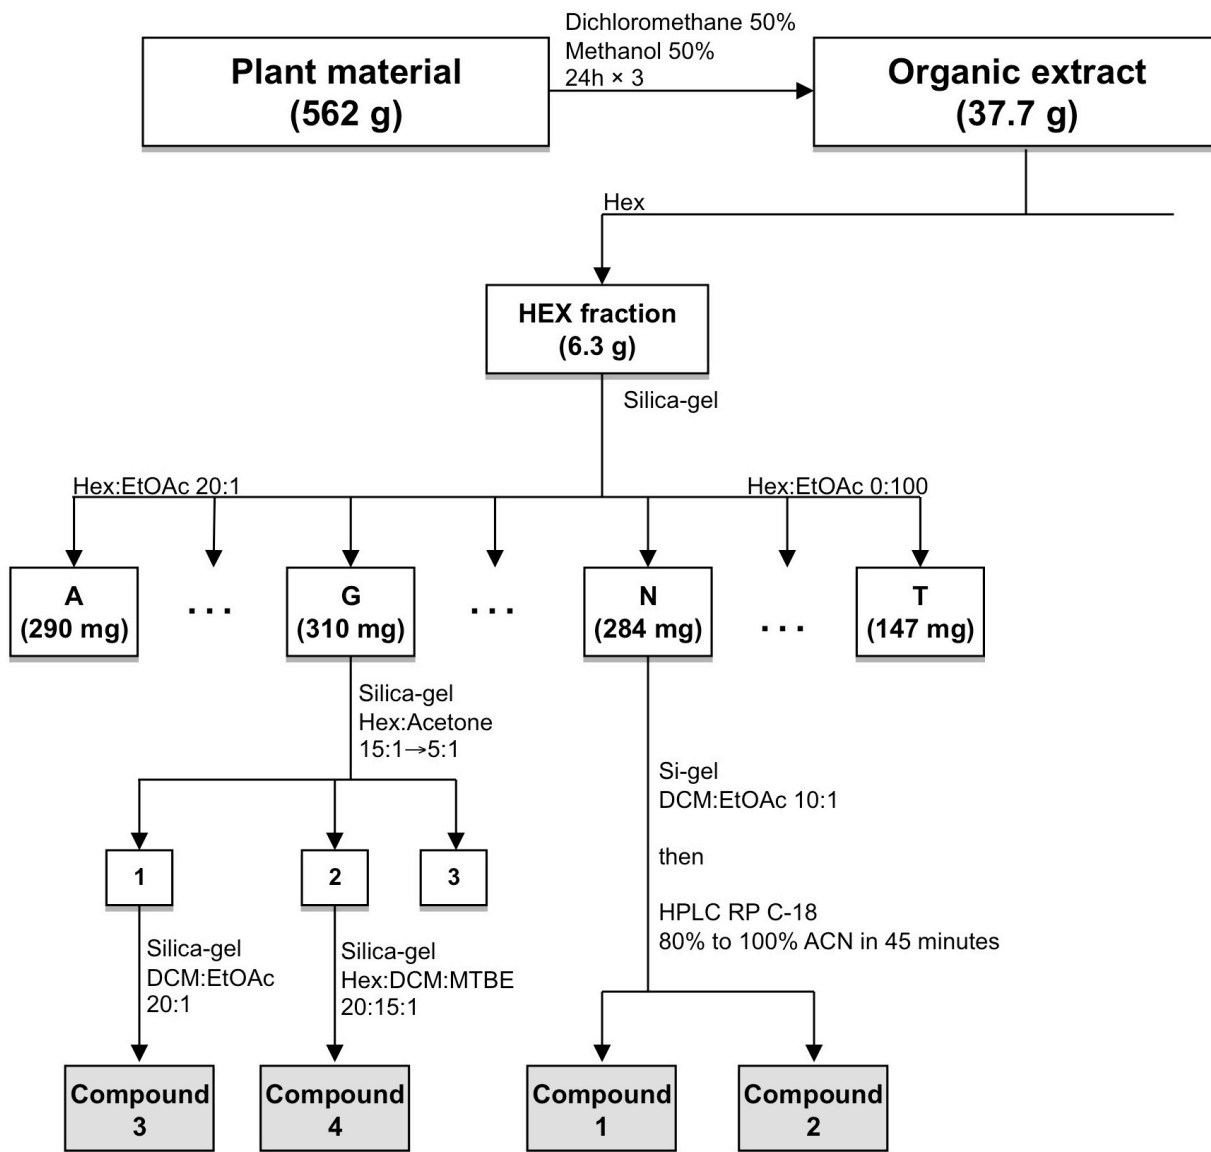 Dichloromethane 50%
Methanol 50%
24h × 3
Plant material
(562 g)
Organic extract
(37.7 g)
Hex
HEX fraction
(6.3 g)
Silica-gel
Hex:EtOAc 20:1
Hex:EtOAc 0:100
A
(290 mg)
...
G
(310 mg)
...
N
(284 mg)
...
T
(147 mg)
Silica-gel
Hex:Acetone
15:1→5:1
Si-gel
DCM:EtOAc 10:1
then
HPLC RP C-18
80% to 100% ACN in 45 minutes
1
2
3
Silica-gel
DCM:EtOAc
20:1
Silica-gel
Hex:DCM:MTBE
20:15:1
Compound
3
Compound
4
Compound
1
Compound
2